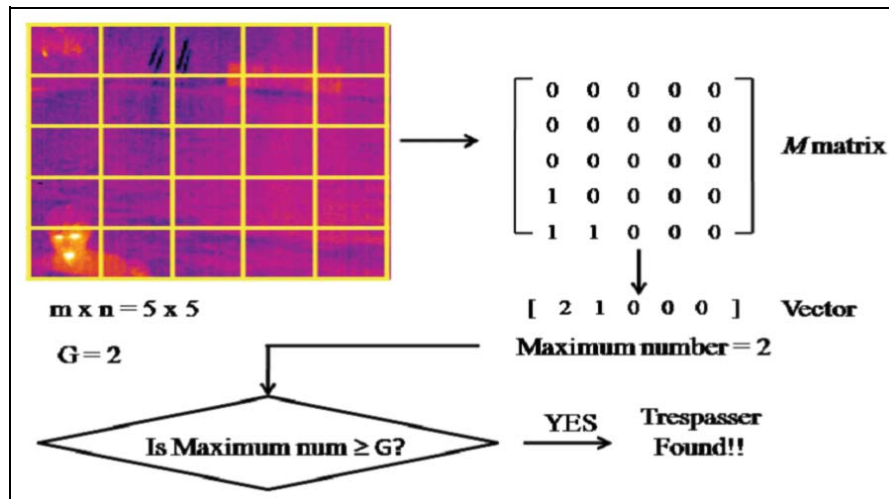 0 0 0 0 0
0 0 0 0 0
0 0 0 0 0
1 0 0 0 0
1 1 0 0 0
M matrix
m x n = 5 x 5
[ 2 1 0 0 0 ] Vector
G = 2
Maximum number = 2
Is Maximum num ≥ G?
YES
Trespasser
Found!!